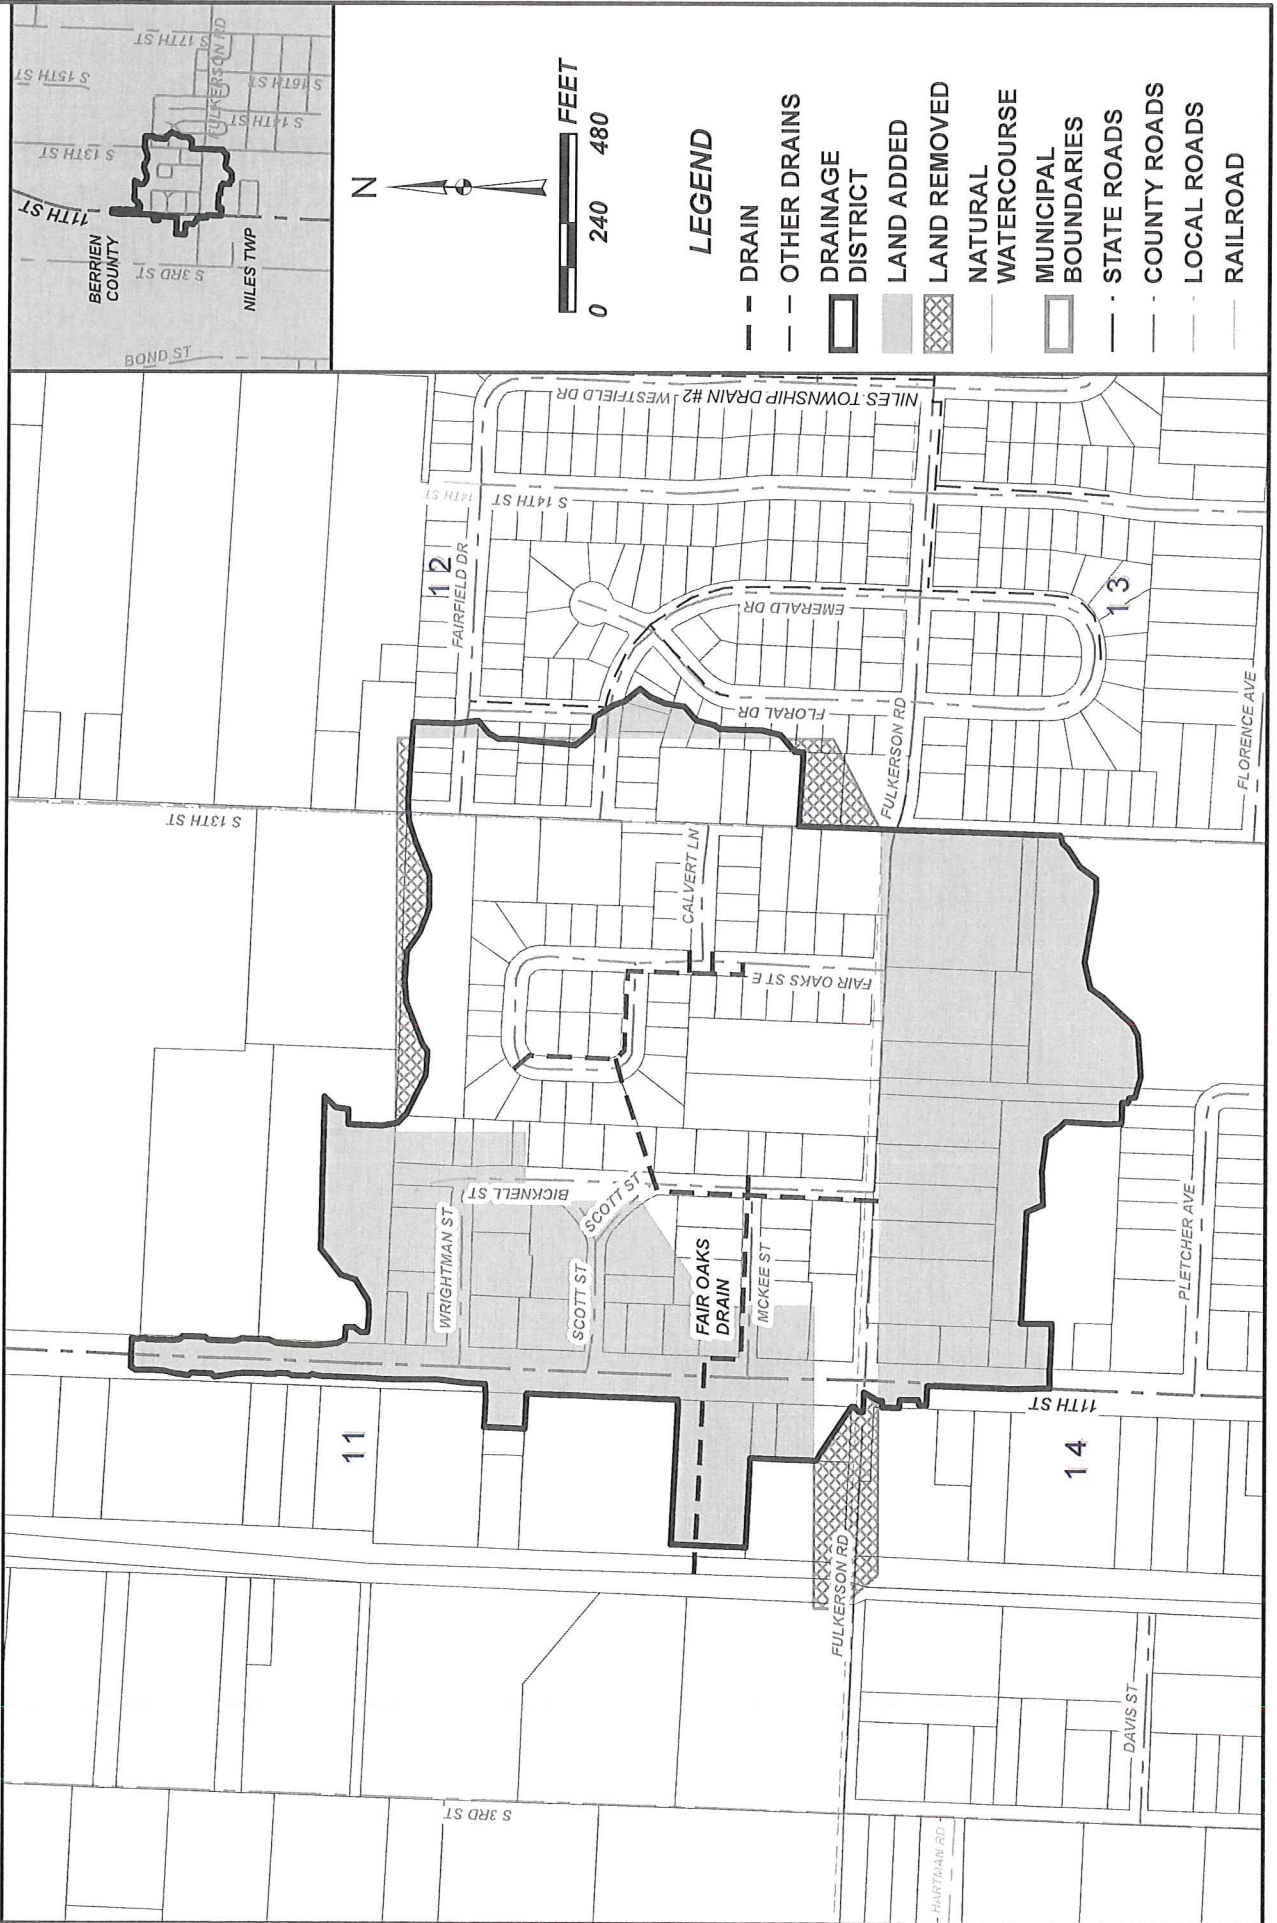 BERRIEN
COUNTY
NILES TWP
BOND ST
S 3RD ST
11TH ST
S 13TH ST
S 14TH ST
S 15TH ST
S 16TH ST
S 17TH ST
FULKERSON RD
N
0 240 480
FEET
LEGEND
DRAIN
OTHER DRAINS
DRAINAGE
DISTRICT
LAND ADDED
LAND REMOVED
NATURAL
WATERCOURSE
MUNICIPAL
BOUNDARIES
STATE ROADS
COUNTY ROADS
LOCAL ROADS
RAILROAD
S 3RD ST
11
WRIGHTMAN ST
BICKNELL ST
SCOTT ST
SCOTT ST
FAIR OAKS
DRAIN
MCKEE ST
FULKERSON RD
HARTMAN RD
DAVIS ST
14
11TH ST
PLETCHER AVE
S 13TH ST
CALVERT LN
FAIR OAKS ST E
12
FAIRFIELD DR
14TH ST
S 14TH ST
WESTFIELD DR
NILES TOWNSHIP DRAIN #2
EMERALD DR
FLORAL DR
FULKERSON RD
13
FLORENCE AVE